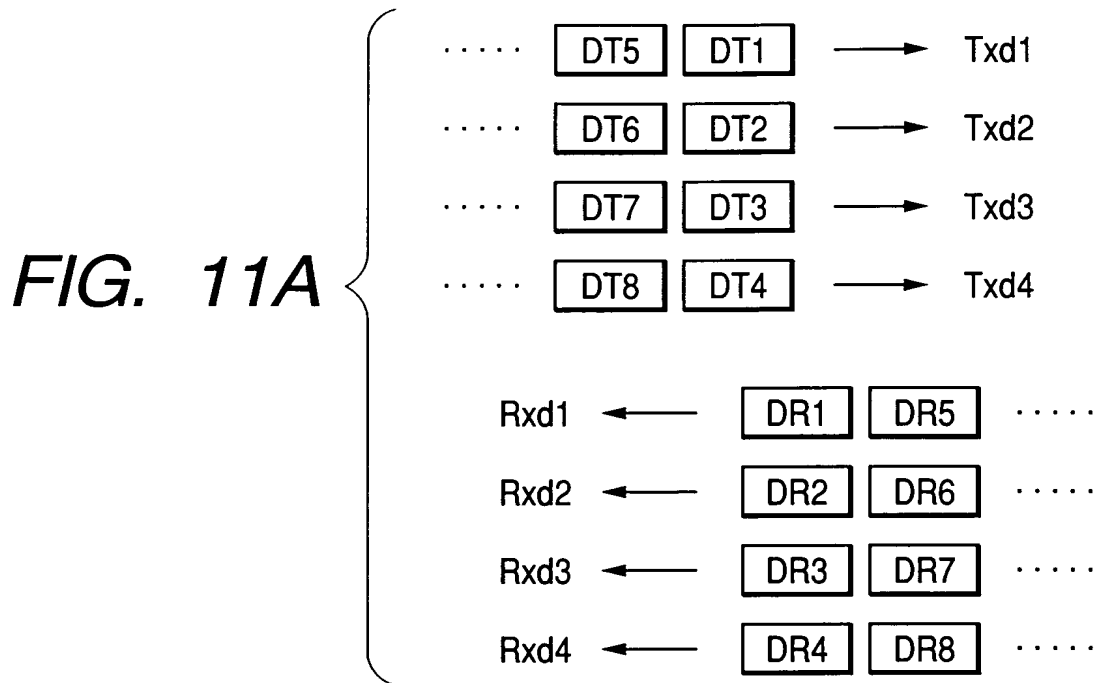 ····· DT5 DT1 Txd1
····· DT6 DT2 Txd2
····· DT7 DT3 Txd3
····· DT8 DT4 Txd4
FIG. 11A
Rxd1 DR1 DR5 ·····
Rxd2 DR2 DR6 ·····
Rxd3 DR3 DR7 ·····
Rxd4 DR4 DR8 ·····